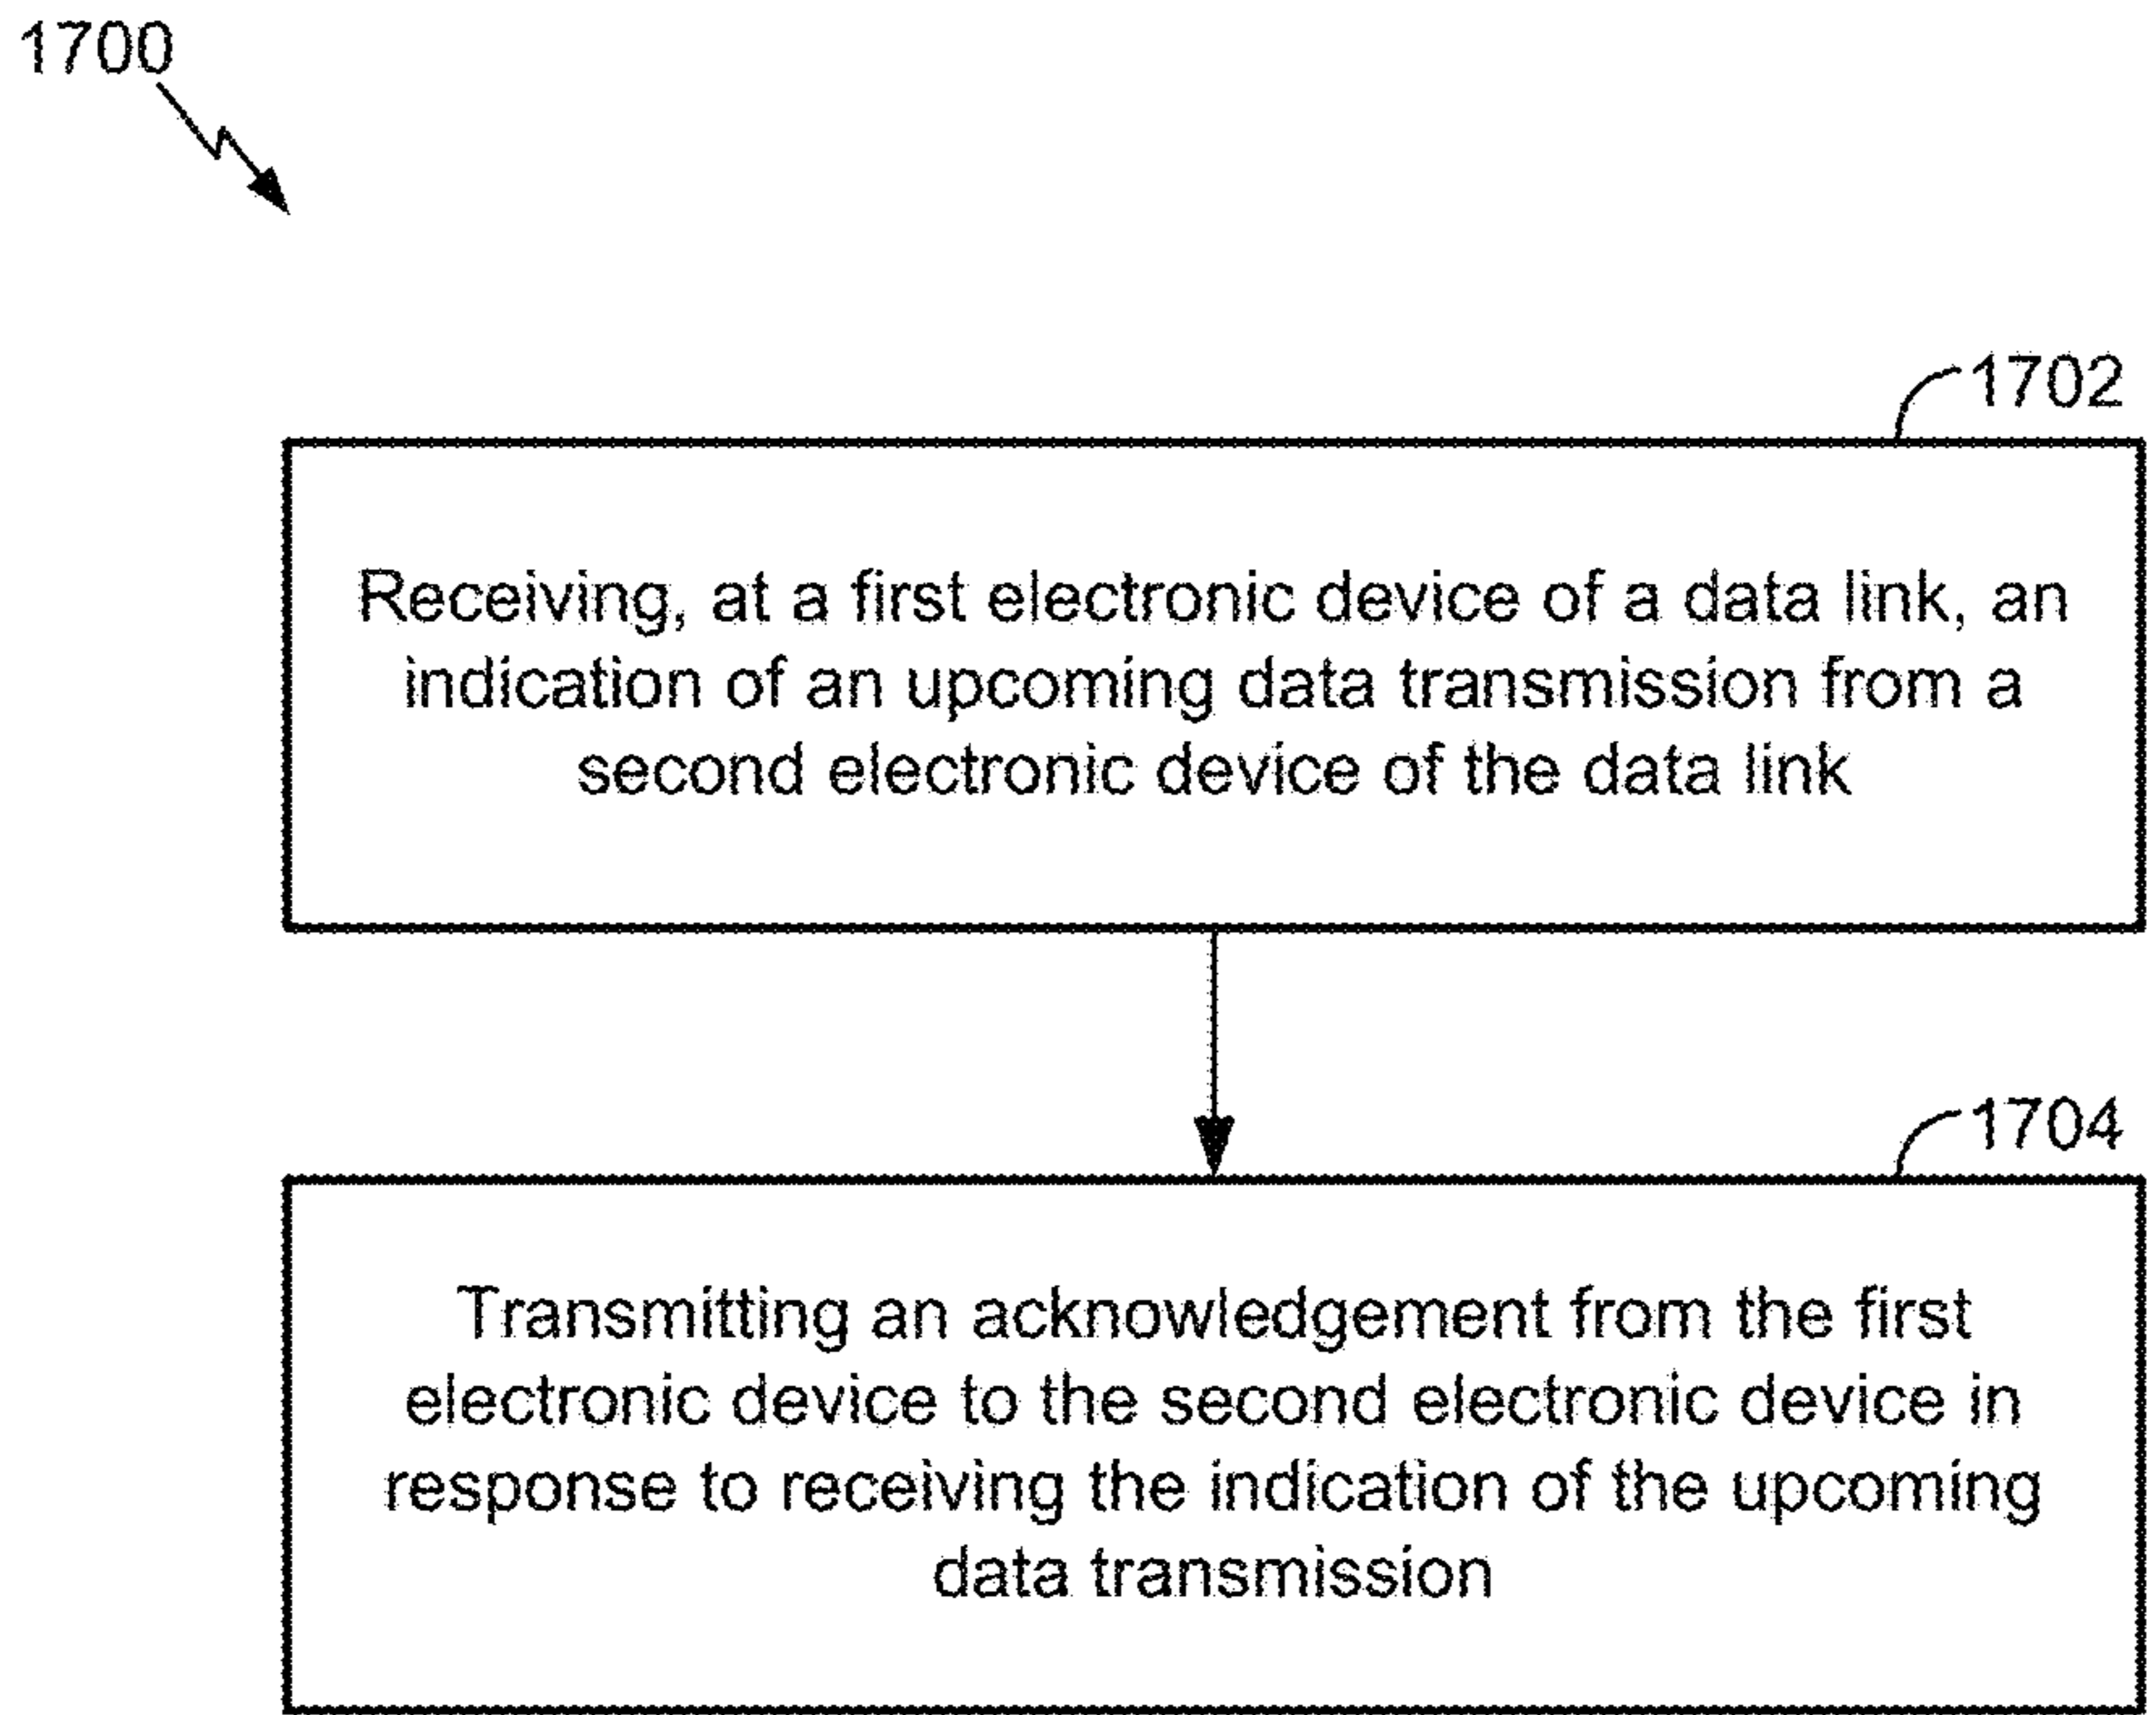 1700
1702
Receiving, at a first electronic device of a data link, an
indication of an upcoming data transmission from a
second electronic device of the data link
1704
Transmitting an acknowledgement from the first
electronic device to the second electronic device in
response to receiving the indication of the upcoming
data transmission